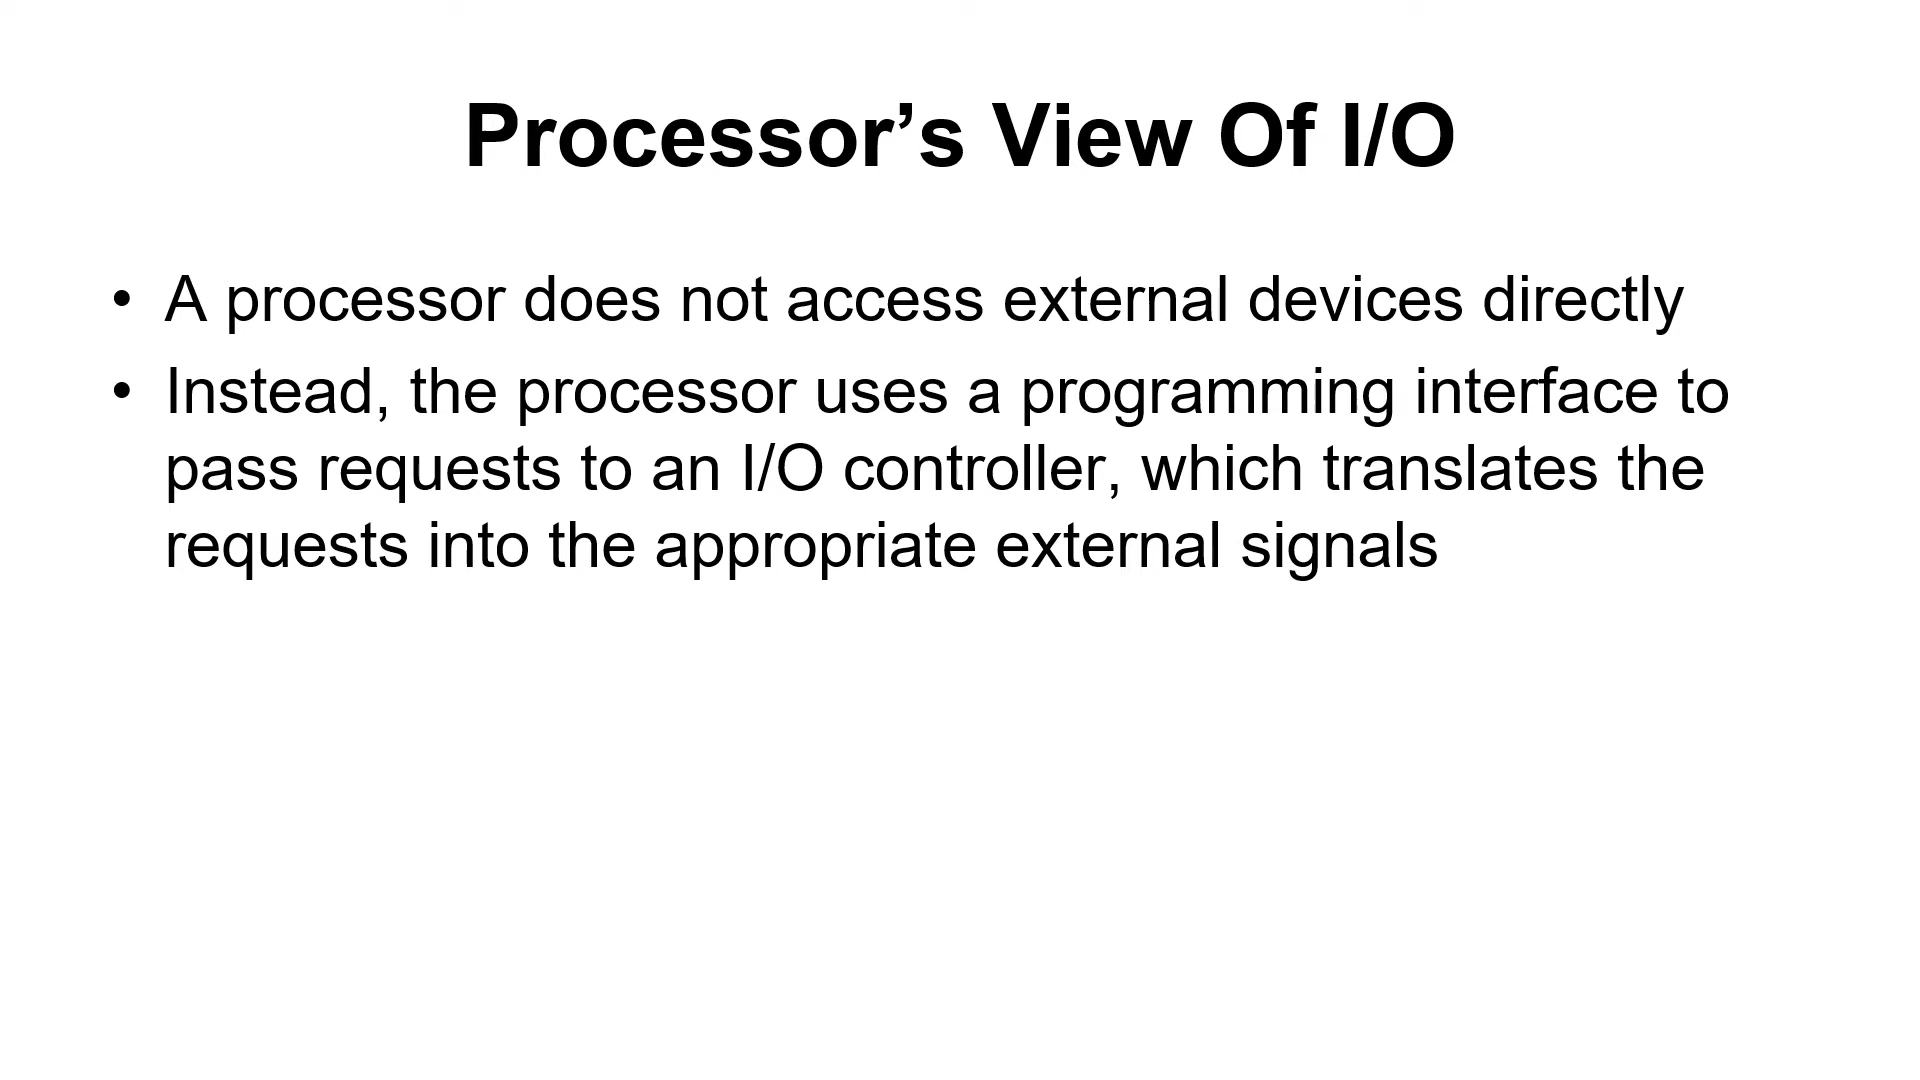 Processor’s View Of I/O
• A processor does not access external devices directly
• Instead, the processor uses a programming interface to
pass requests to an I/O controller, which translates the
requests into the appropriate external signals